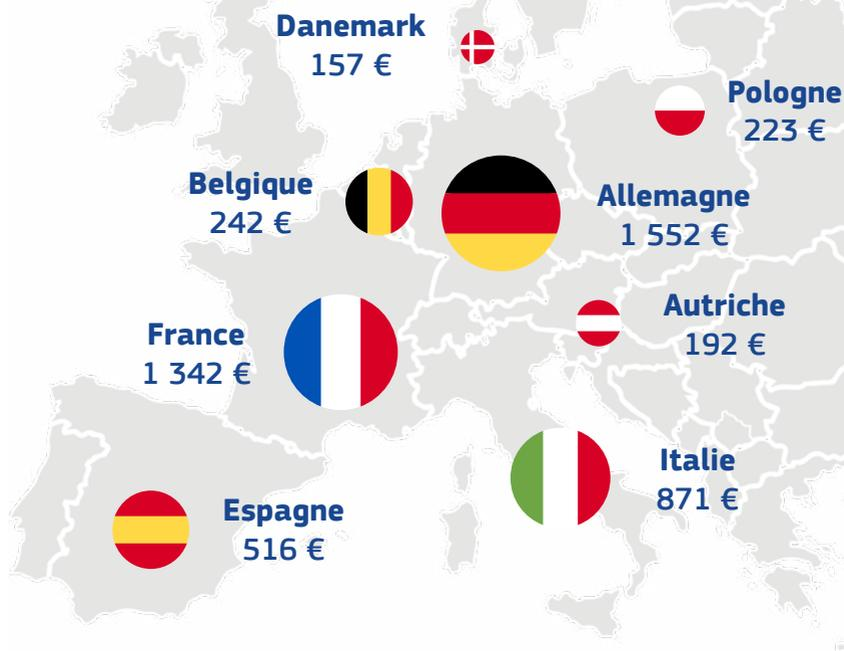 Danemark
157 €
Pologne
223 €
Belgique
242 €
Allemagne
1 552 €
Autriche
192 €
France
1 342 €
Italie
871 €
Espagne
516 €